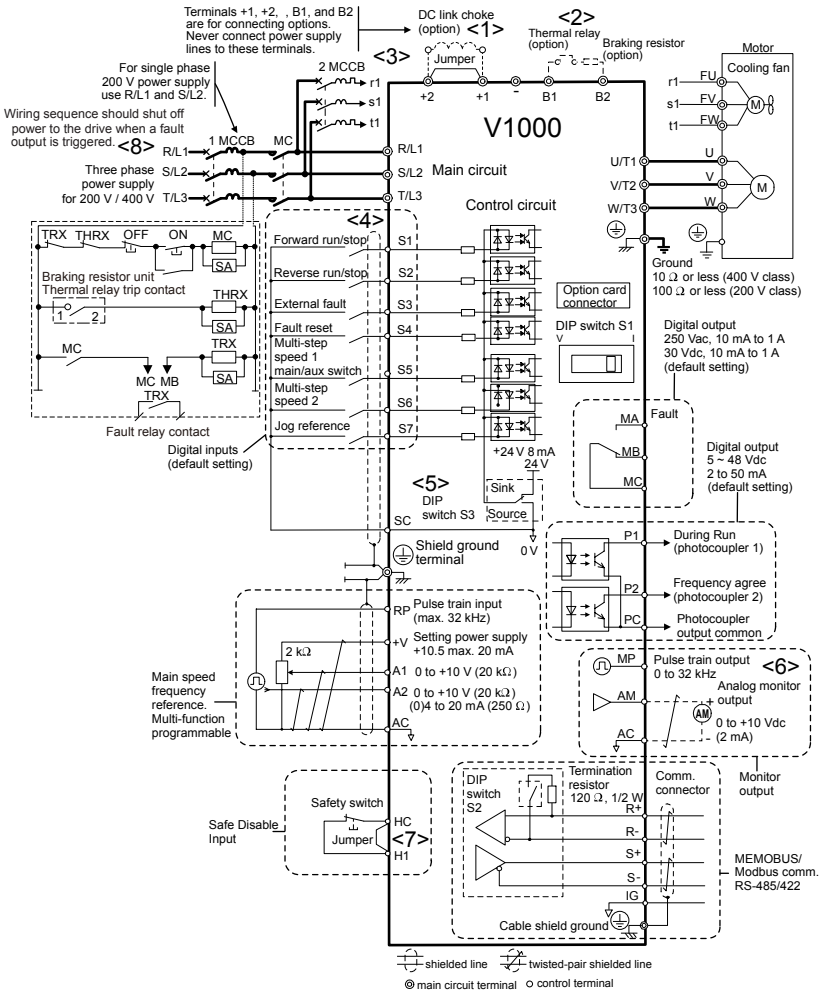 Terminals +1, +2, , B1, and B2
are for connecting options.
Never connect power supply
lines to these terminals.
DC link choke
(option) <1>
<2>
Thermal relay
(option)
Braking resistor
(option)
Motor
Cooling fan
<3>
Jumper
For single phase
200 V power supply
use R/L1 and S/L2.
2 MCCB
r1
s1
t1
+2
+1
−
B1
B2
r1
FU
s1
FV
t1
FW
M
Wiring sequence should shut off
power to the drive when a fault
output is triggered.
<8>
1 MCCB
MC
V1000
R/L1
S/L2
T/L3
Three phase
power supply
for 200 V / 400 V
R/L1
S/L2
T/L3
Main circuit
Control circuit
U/T1
V/T2
W/T3
U
V
W
M
Ground
10 Ω or less (400 V class)
100 Ω or less (200 V class)
TRX
THRX
OFF
ON
MC
SA
Braking resistor unit
Thermal relay trip contact
1
2
THRX
SA
TRX
SA
MC
MC
MB
TRX
Fault relay contact
<4>
Forward run/stop
S1
Reverse run/stop
S2
External fault
S3
Fault reset
S4
Multi-step
speed 1
main/aux switch
S5
Multi-step
speed 2
S6
Jog reference
S7
Digital inputs
(default setting)
Option card
connector
DIP switch S1
V
I
Digital output
250 Vac, 10 mA to 1 A
30 Vdc, 10 mA to 1 A
(default setting)
MA
Fault
MB
MC
Digital output
5 ~ 48 Vdc
2 to 50 mA
(default setting)
+24 V 8 mA
24 V
<5>
DIP
switch S3
Sink
Source
0 V
SC
Shield ground
terminal
P1
During Run
(photocoupler 1)
P2
Frequency agree
(photocoupler 2)
PC
Photocoupler
output common
RP
Pulse train input
(max. 32 kHz)
+V
Setting power supply
+10.5 max. 20 mA
2 kΩ
A1
0 to +10 V (20 kΩ)
A2
0 to +10 V (20 kΩ)
(0)4 to 20 mA (250 Ω)
AC
Main speed
frequency
reference.
Multi-function
programmable
MP
Pulse train output
0 to 32 kHz
<6>
AM
Analog monitor
output
+
AM
−
0 to +10 Vdc
(2 mA)
AC
Monitor
output
Safe Disable
Input
Safety switch
Jumper
HC
<7>
H1
DIP
switch
S2
Termination
resistor
120 Ω, 1/2 W
Comm.
connector
R+
R-
S+
S-
IG
Cable shield ground
MEMOBUS/
Modbus comm.
RS-485/422
shielded line
twisted-pair shielded line
main circuit terminal
control terminal